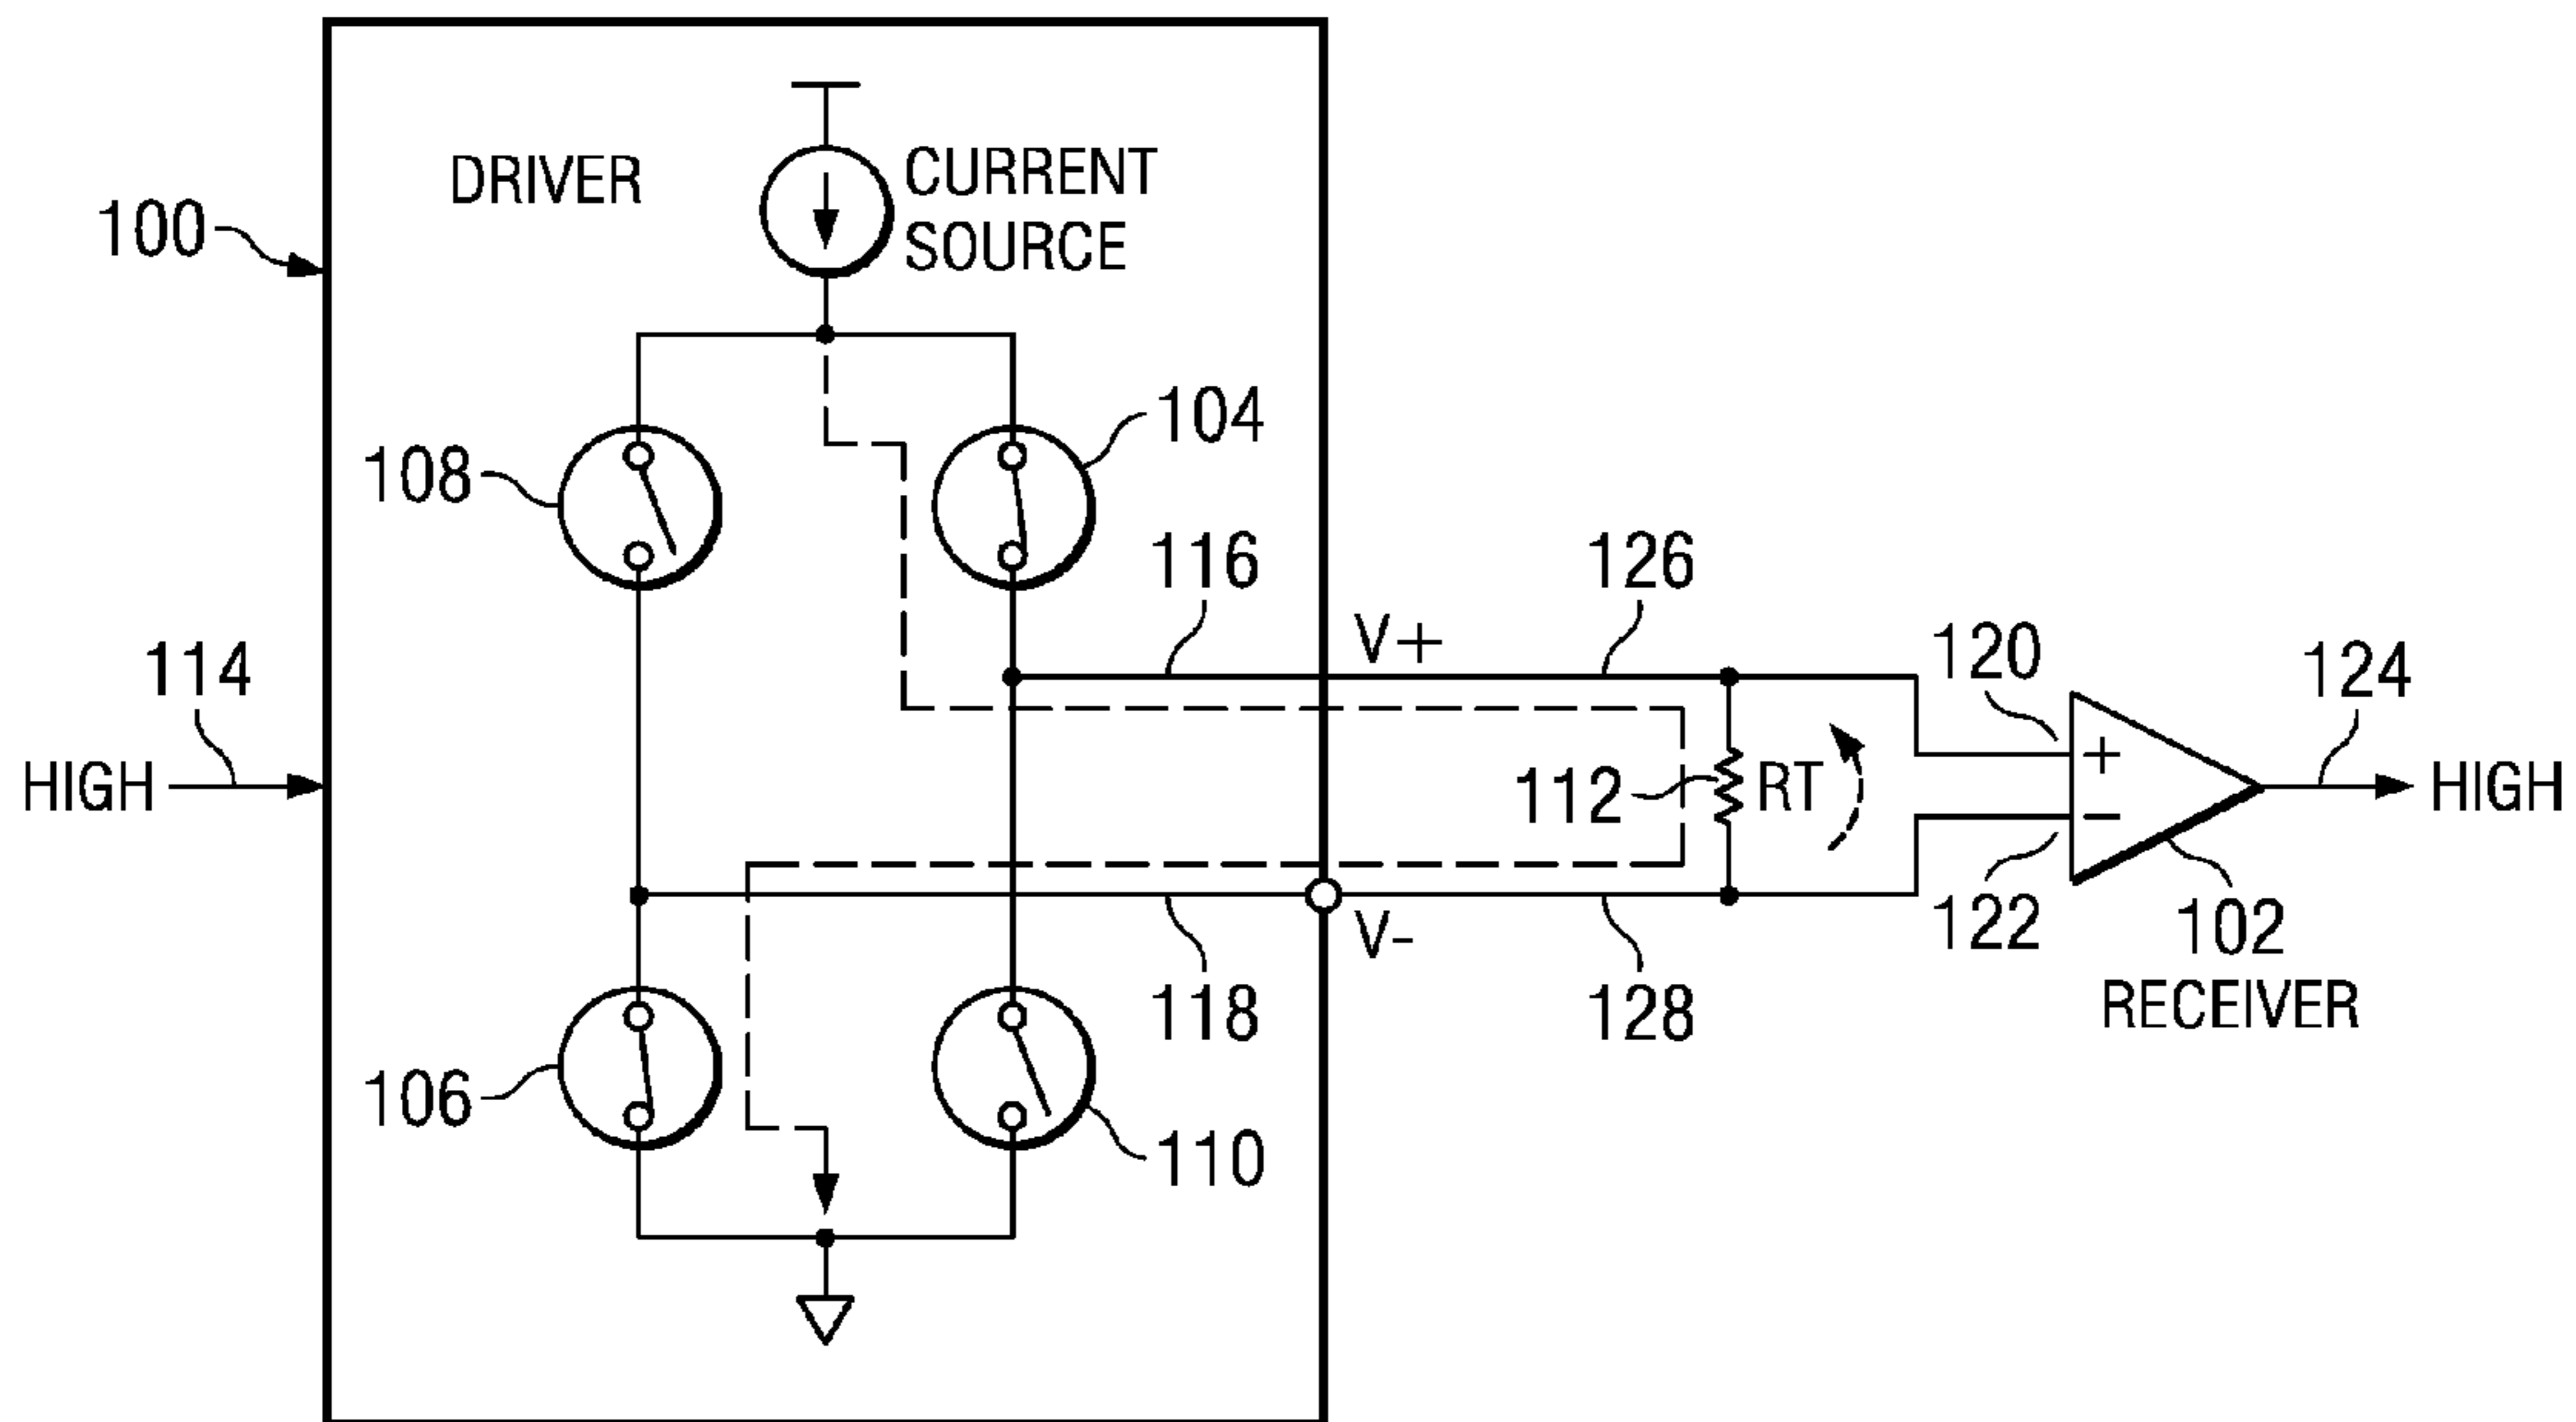 DRIVER
CURRENT
SOURCE
100
108
104
116
126
V+
114
HIGH
120
124
112
RT
+
−
HIGH
122
102
RECEIVER
V-
118
128
106
110